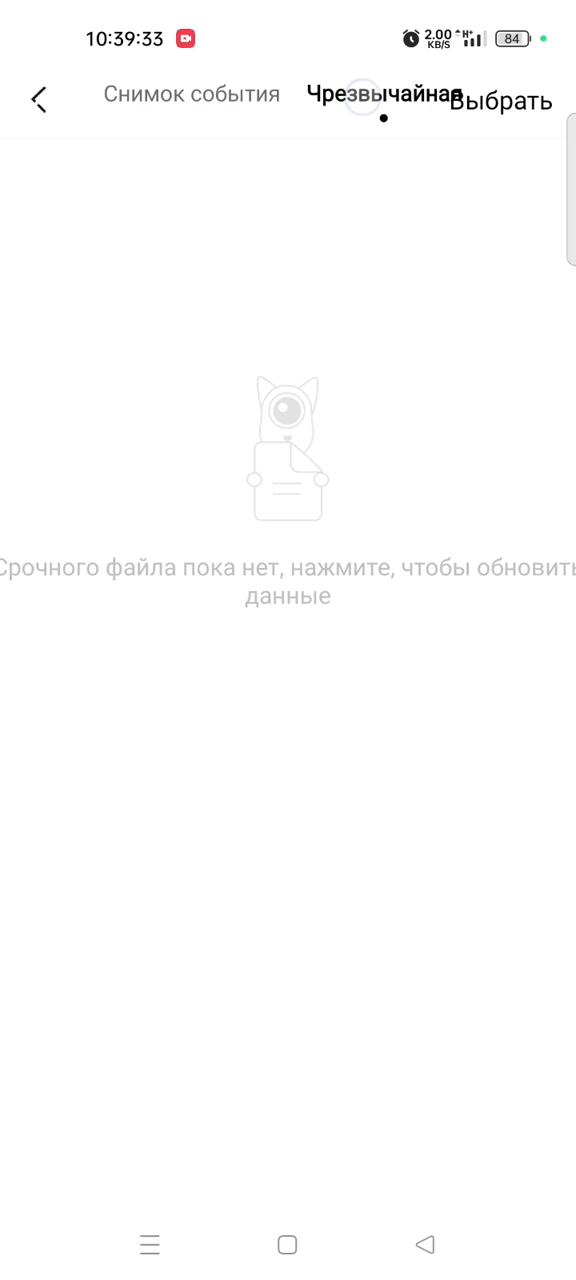 10:39:33
2.00 KB/S H+ 84
Снимок события Чрезвычайная Выбрать
Срочного файла пока нет, нажмите, чтобы обновить
данные